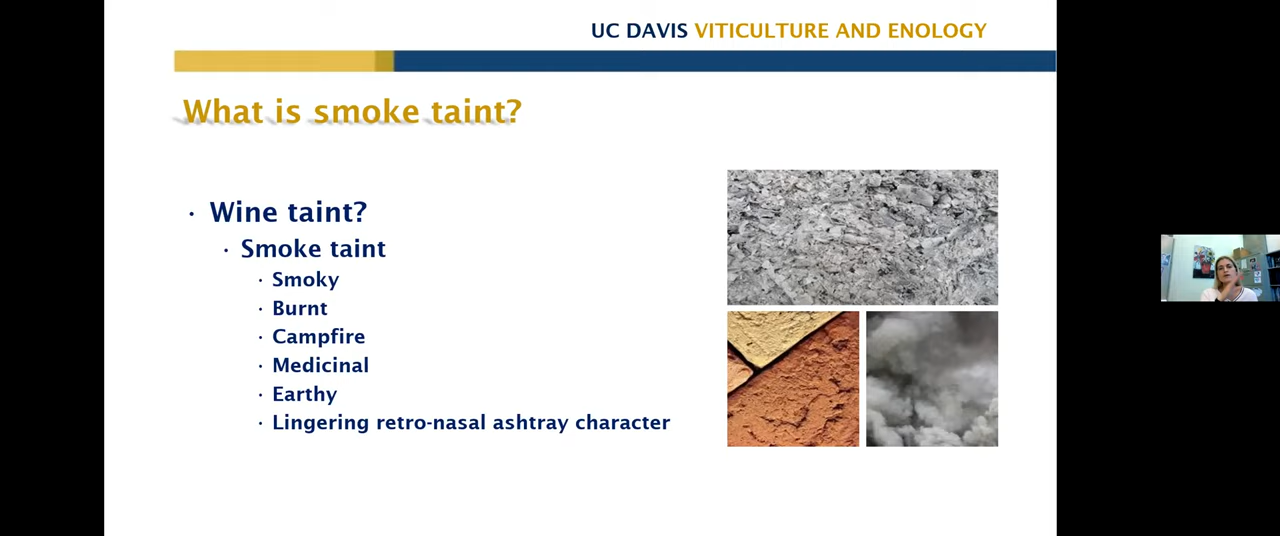 UC DAVIS VITICULTURE AND ENOLOGY
What is smoke taint?
· Wine taint?
· Smoke taint
· Smoky
· Burnt
· Campfire
· Medicinal
· Earthy
· Lingering retro-nasal ashtray character